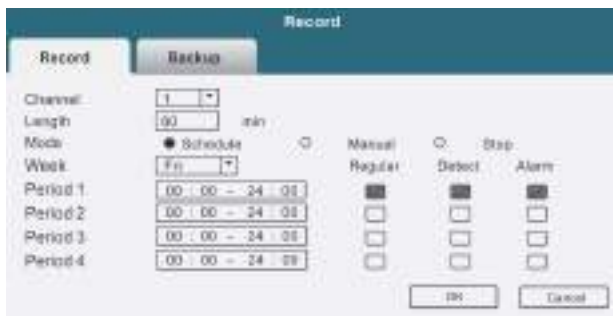 Record
Record Backup
Channel 1
Length 60 min
Mode Schedule Manual Stop
Week Fri Regular Detect Alarm
Period 1 00 : 00 - 24 : 00
Period 2 00 : 00 - 24 : 00
Period 3 00 : 00 - 24 : 00
Period 4 00 : 00 - 24 : 00
OK Cancel